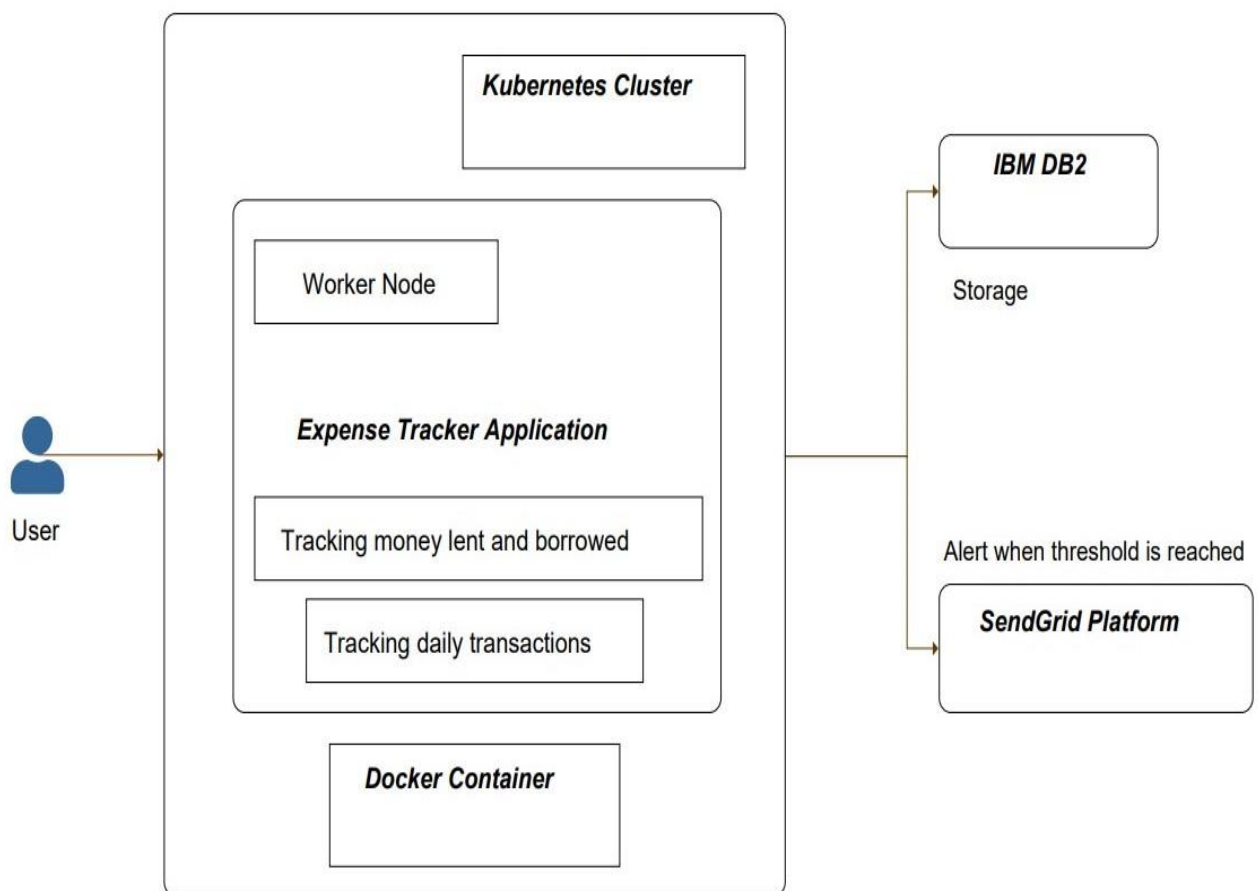 Kubernetes Cluster
IBM DB2
Worker Node
Storage
Expense Tracker Application
User
Tracking money lent and borrowed
Alert when threshold is reached
SendGrid Platform
Tracking daily transactions
Docker Container